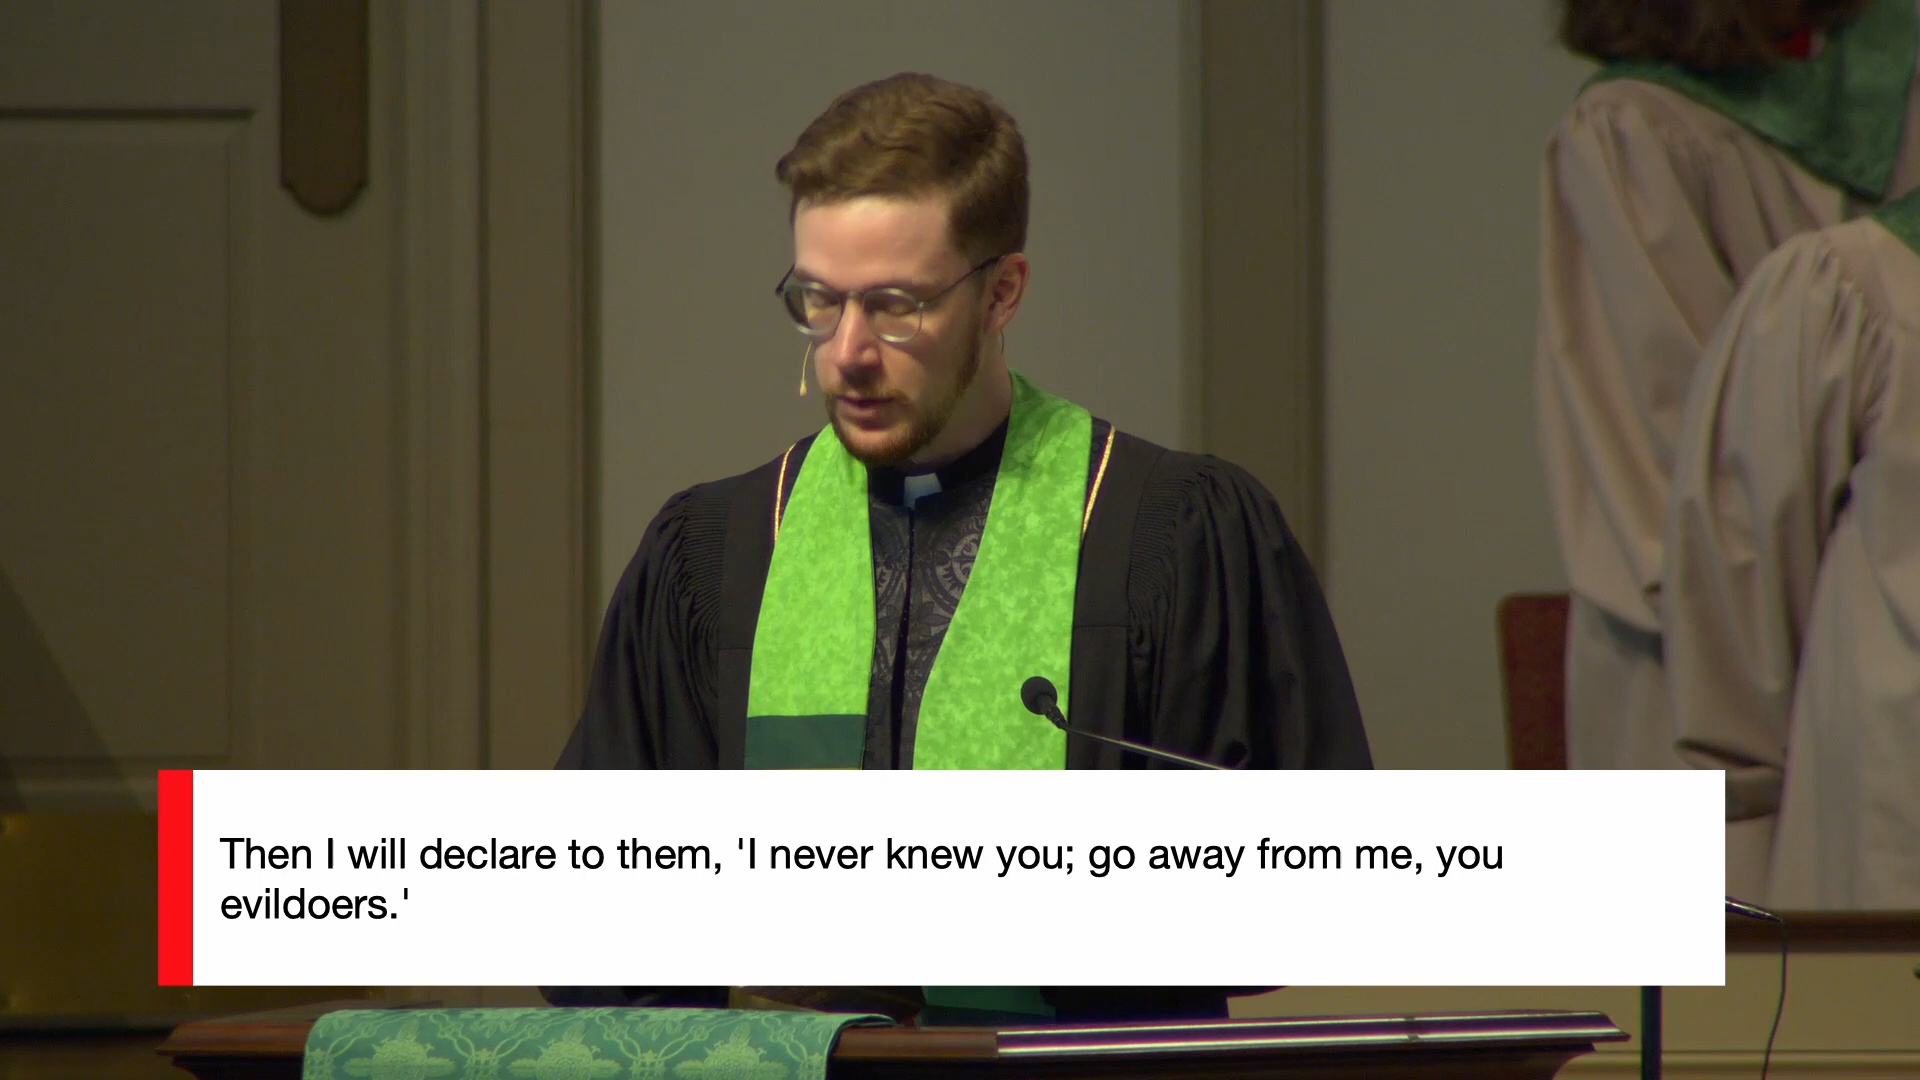 Then I will declare to them, 'I never knew you; go away from me, you
evildoers.'